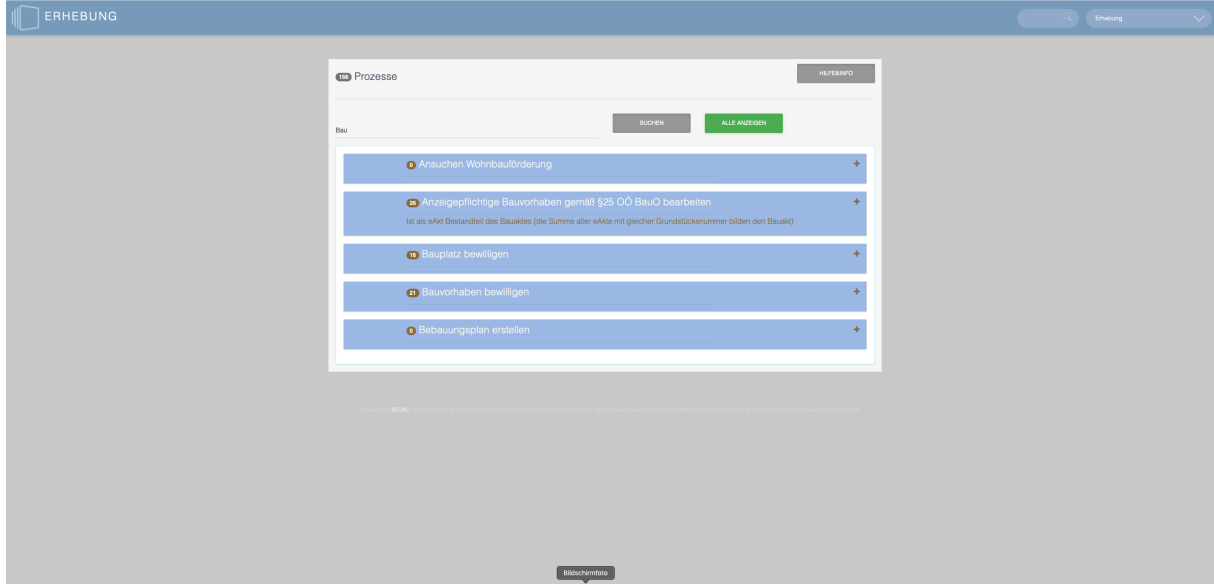 ERHEBUNG
Erhebung
156 Prozesse
HILFE&INFO
Bau
SUCHEN
ALLE ANZEIGEN
0 Ansuchen Wohnbauförderung
26 Anzeigepflichtige Bauvorhaben gemäß §25 OÖ BauO bearbeiten
Ist als eAkt Bestandteil des Bauaktes (die Summe aller eAkte mit gleicher Grundstücksnummer bilden den Bauakt)
16 Bauplatz bewilligen
21 Bauvorhaben bewilligen
0 Bebauungsplan erstellen
Bildschirmfoto